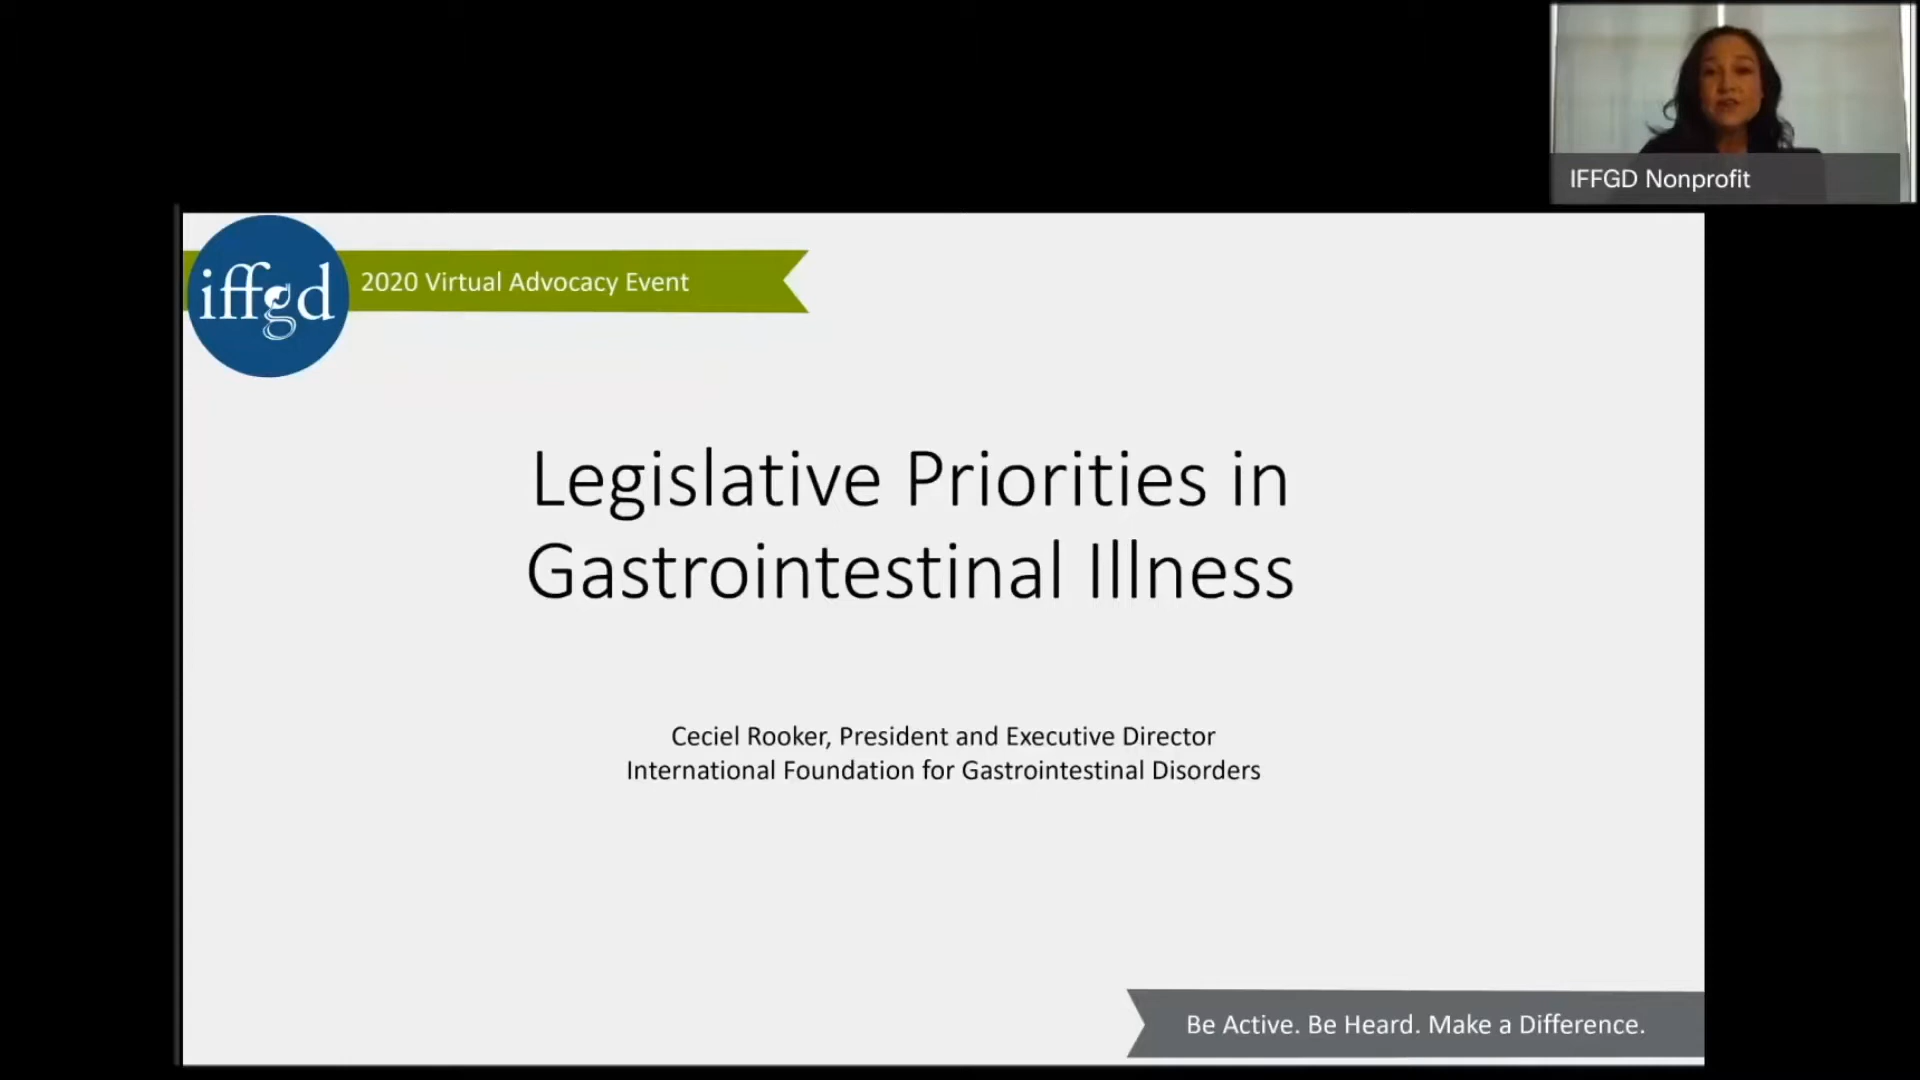 IFFGD Nonprofit
iffgd
2020 Virtual Advocacy Event
Legislative Priorities in
Gastrointestinal Illness
Ceciel Rooker, President and Executive Director
International Foundation for Gastrointestinal Disorders
Be Active. Be Heard. Make a Difference.